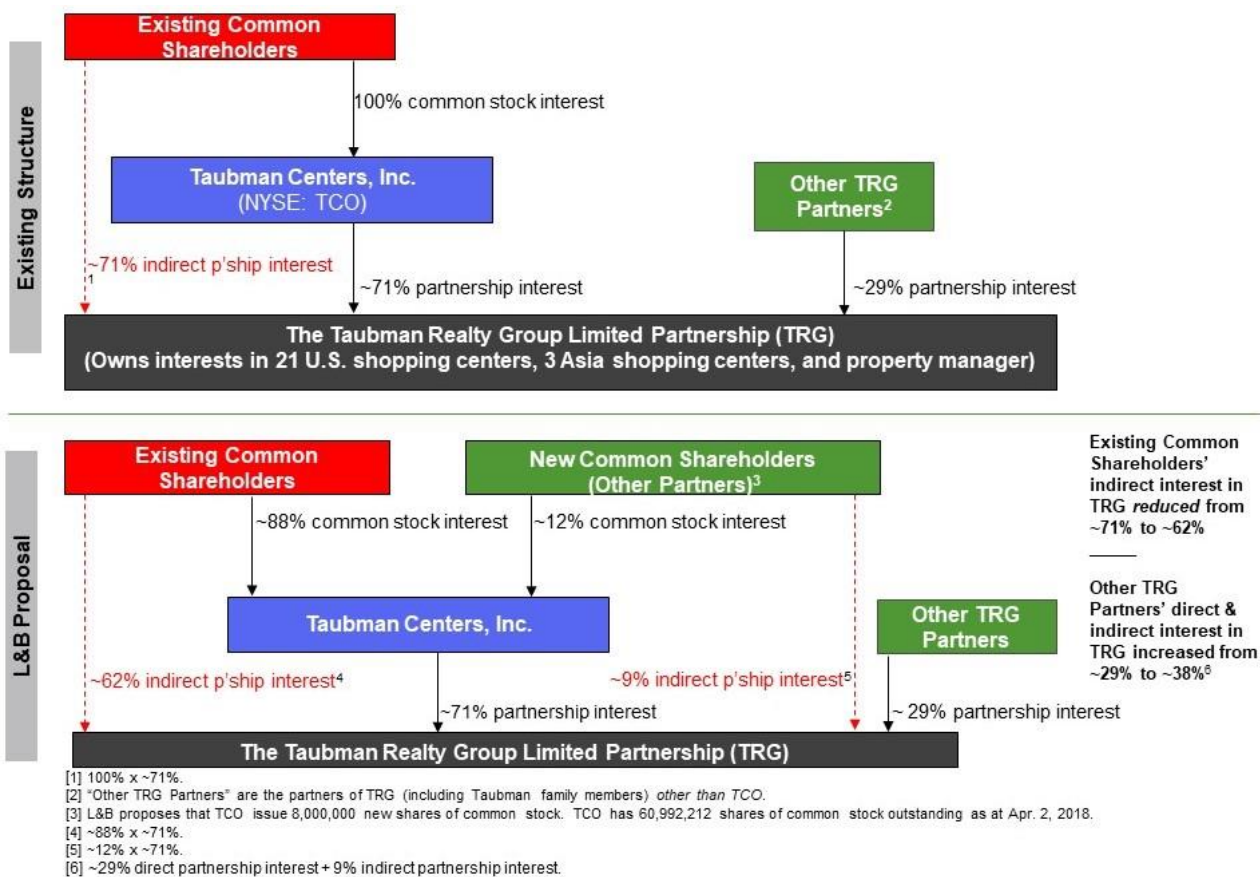 Existing Structure
Existing Common
Shareholders
100% common stock interest
Taubman Centers, Inc.
(NYSE: TCO)
Other TRG
Partners2
~71% indirect p'ship interest
1
~71% partnership interest
~29% partnership interest
The Taubman Realty Group Limited Partnership (TRG)
(Owns interests in 21 U.S. shopping centers, 3 Asia shopping centers, and property manager)
L&B Proposal
Existing Common
Shareholders
New Common Shareholders
(Other Partners)3
~88% common stock interest
~12% common stock interest
Taubman Centers, Inc.
Other TRG
Partners
~62% indirect p'ship interest4
~9% indirect p'ship interest5
~71% partnership interest
~ 29% partnership interest
The Taubman Realty Group Limited Partnership (TRG)
Existing Common
Shareholders'
indirect interest in
TRG reduced from
~71% to ~62%
Other TRG
Partners' direct &
indirect interest in
TRG increased from
~29% to ~38%6
[1] 100% x ~71%.
[2] "Other TRG Partners" are the partners of TRG (including Taubman family members) other than TCO.
[3] L&B proposes that TCO issue 8,000,000 new shares of common stock. TCO has 60,992,212 shares of common stock outstanding as at Apr. 2, 2018.
[4] ~88% x ~71%.
[5] ~12% x ~71%.
[6] ~29% direct partnership interest + 9% indirect partnership interest.